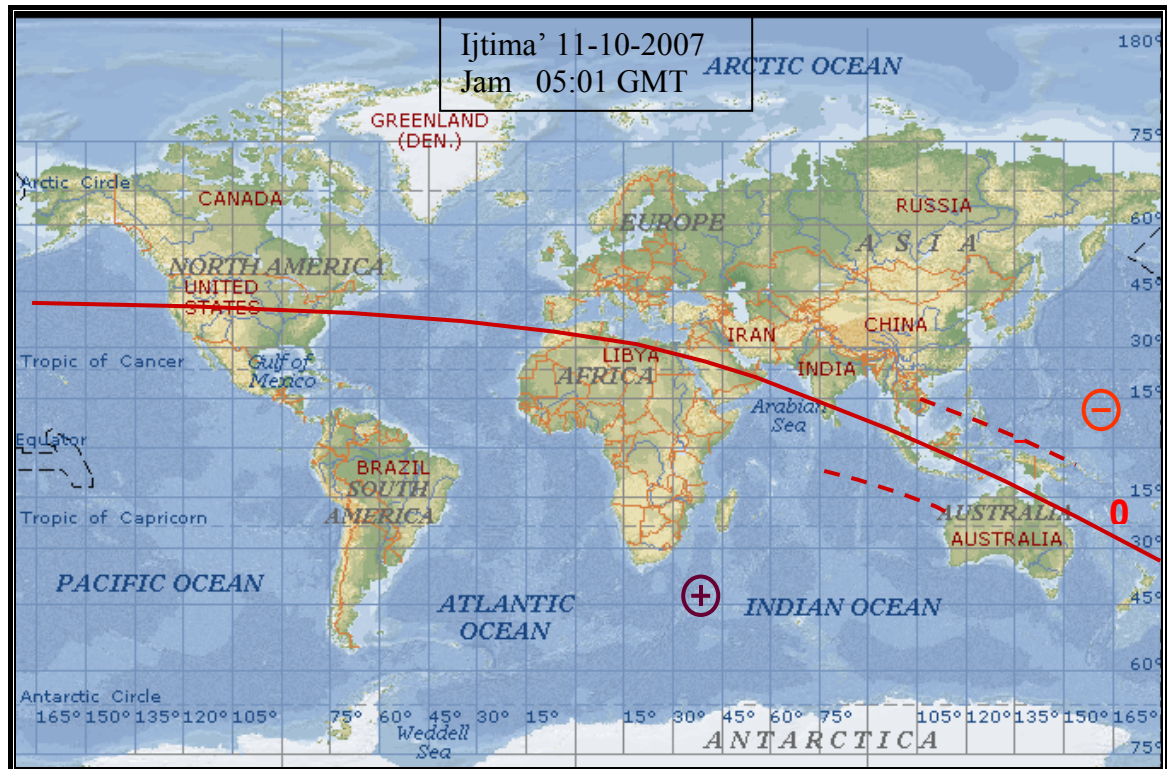 Ijtima’ 11-10-2007
Jam 05:01 GMT
180°
ARCTIC OCEAN
GREENLAND
(DEN.)
75°
Arctic Circle
CANADA
RUSSIA
EUROPE
60°
ASIA
NORTH AMERICA
UNITED
STATES
45°
CHINA
IRAN
30°
LIBYA
Tropic of Cancer
Gulf of
Mexico
AFRICA
INDIA
15°
Arabian
Sea
−
Equator
BRAZIL
SOUTH
AMERICA
15°
Tropic of Capricorn
AUSTRALIA
0
AUSTRALIA
30°
PACIFIC OCEAN
+
ATLANTIC
OCEAN
INDIAN OCEAN
45°
60°
Antarctic Circle
165° 150° 135° 120° 105° 75° 60° 45° 30° 15° 15° 30° 45° 60° 75° 105° 120° 135° 150° 165°
Weddell
Sea
ANTARCTICA
75°